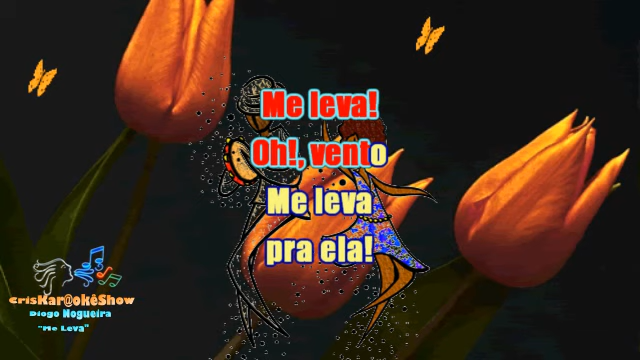 Me leva!
Oh!, vento
Me leva
pra ela!
CrisKar@okêShow
Diogo Nogueira
"Me Leva"